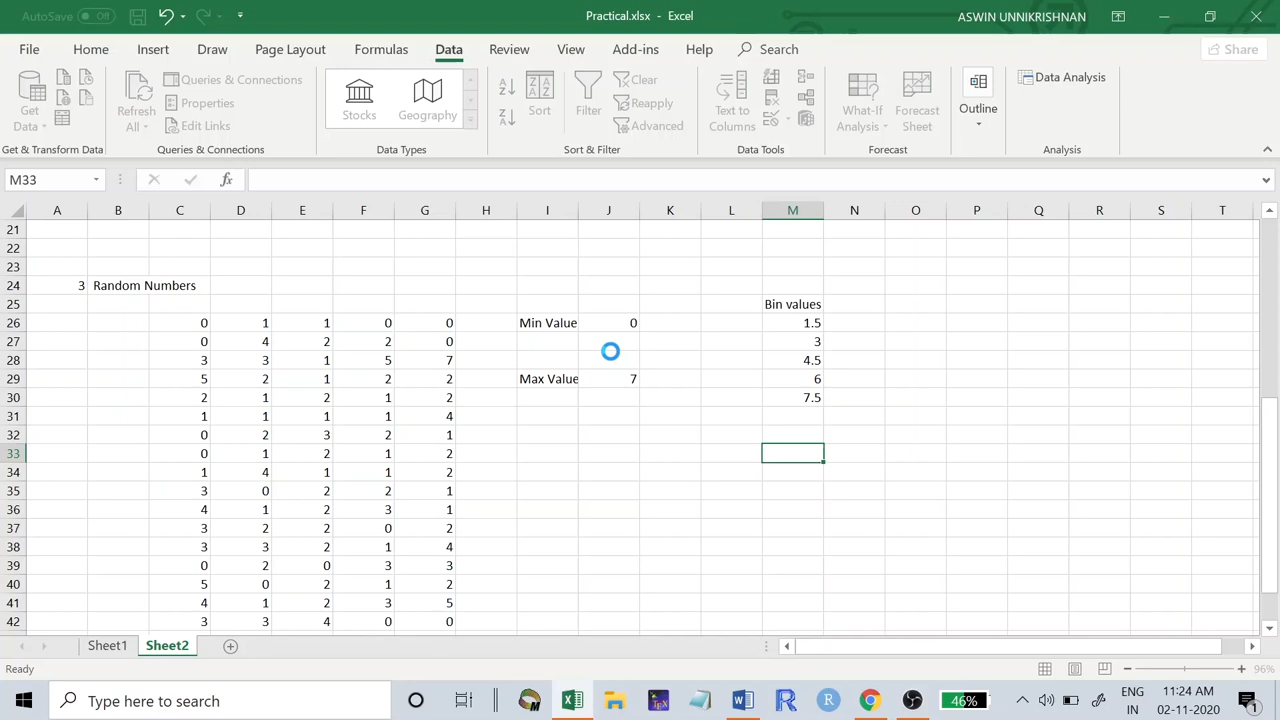 AutoSave Off Practical.xlsx - Excel ASWIN UNNIKRISHNAN
File Home Insert Draw Page Layout Formulas Data Review View Add-ins Help Search Share
Get Data Refresh All Queries & Connections Properties Edit Links Stocks Geography Sort Filter Clear Reapply Advanced Text to Columns What-If Analysis Forecast Sheet Outline Data Analysis
Get & Transform Data Queries & Connections Data Types Sort & Filter Data Tools Forecast Analysis
M33 fx
A B C D E F G H I J K L M N O P Q R S T
21
22
23
24 3 Random Numbers
25 Bin values
26 0 1 1 0 0 Min Value 0 1.5
27 0 4 2 2 0 3
28 3 3 1 5 7 4.5
29 5 2 1 2 2 Max Value 7 6
30 2 1 2 1 2 7.5
31 1 1 1 1 4
32 0 2 3 2 1
33 0 1 2 1 2
34 1 4 1 1 2
35 3 0 2 2 1
36 4 1 2 3 1
37 3 2 2 0 2
38 3 3 2 1 4
39 0 2 0 3 3
40 5 0 2 1 2
41 4 1 2 3 5
42 3 3 4 0 0
Sheet1 Sheet2
Ready 96%
Type here to search 46% ENG IN 11:24 AM 02-11-2020